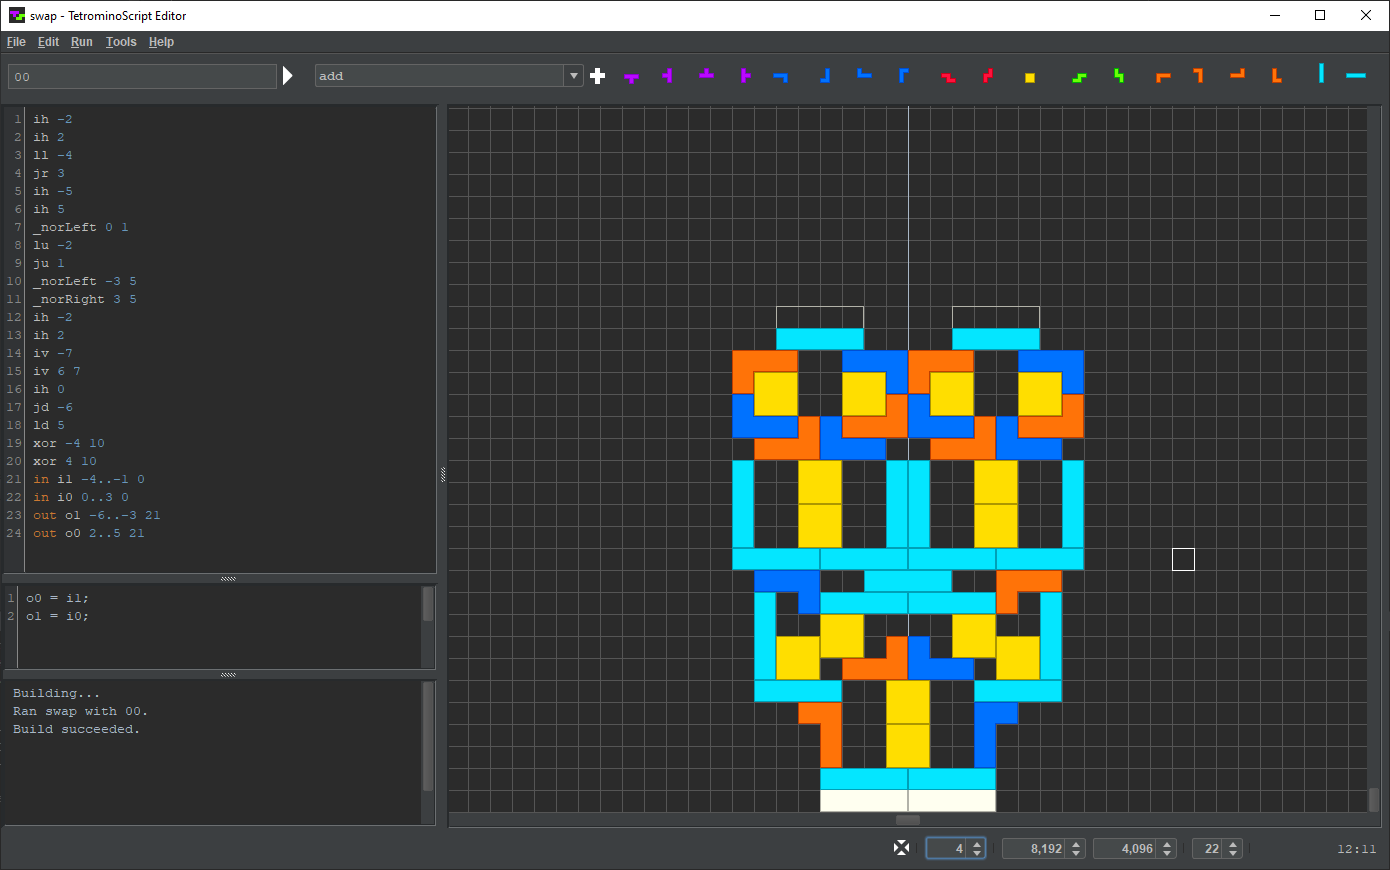 swap - TetrominoScript Editor
File Edit Run Tools Help
00
add
1 ih -2
2 ih 2
3 ll -4
4 jr 3
5 ih -5
6 ih 5
7 _norLeft 0 1
8 lu -2
9 ju 1
10 _norLeft -3 5
11 _norRight 3 5
12 ih -2
13 ih 2
14 iv -7
15 iv 6 7
16 ih 0
17 jd -6
18 ld 5
19 xor -4 10
20 xor 4 10
21 in i1 -4..-1 0
22 in i0 0..3 0
23 out o1 -6..-3 21
24 out o0 2..5 21
1 o0 = i1;
2 o1 = i0;
Building...
Ran swap with 00.
Build succeeded.
4 8,192 4,096 22 12:11